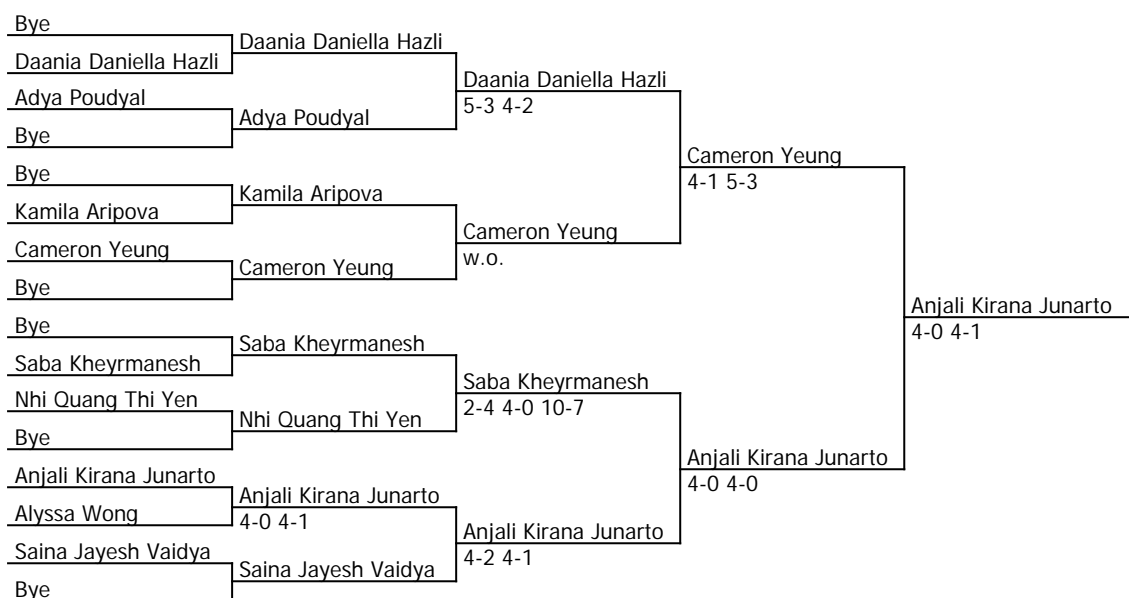 Bye
Daania Daniella Hazli
Adya Poudyal
Bye
Bye
Kamila Aripova
Cameron Yeung
Bye
Bye
Saba Kheyrmanesh
Nhi Quang Thi Yen
Bye
Anjali Kirana Junarto
Alyssa Wong
Saina Jayesh Vaidya
Bye
Daania Daniella Hazli
Adya Poudyal
Kamila Aripova
Cameron Yeung
Saba Kheyrmanesh
Nhi Quang Thi Yen
Anjali Kirana Junarto
4-0 4-1
Saina Jayesh Vaidya
Daania Daniella Hazli
5-3 4-2
Cameron Yeung
w.o.
Saba Kheyrmanesh
2-4 4-0 10-7
Anjali Kirana Junarto
4-2 4-1
Cameron Yeung
4-1 5-3
Anjali Kirana Junarto
4-0 4-0
Anjali Kirana Junarto
4-0 4-1